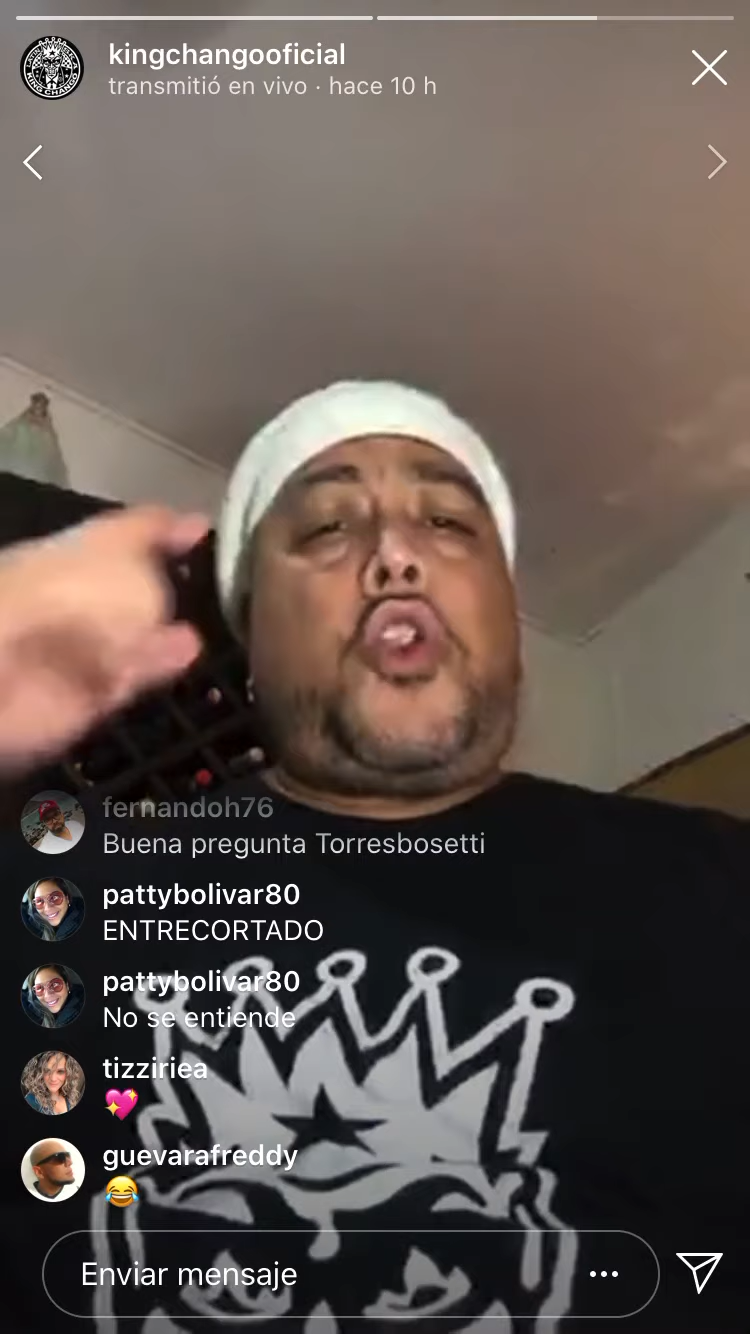 kingchangooficial
transmitió en vivo · hace 10 h
fernandoh76
Buena pregunta Torresbosetti
pattybolivar80
ENTRECORTADO
pattybolivar80
No se entiende
tizziriea
💖
guevarafreddy
😂
Enviar mensaje